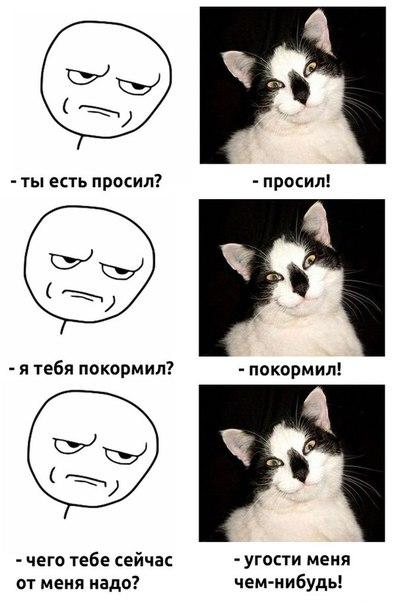 - ты есть просил?
- просил!
- я тебя покормил?
- покормил!
- чего тебе сейчас
от меня надо?
- угости меня
чем-нибудь!